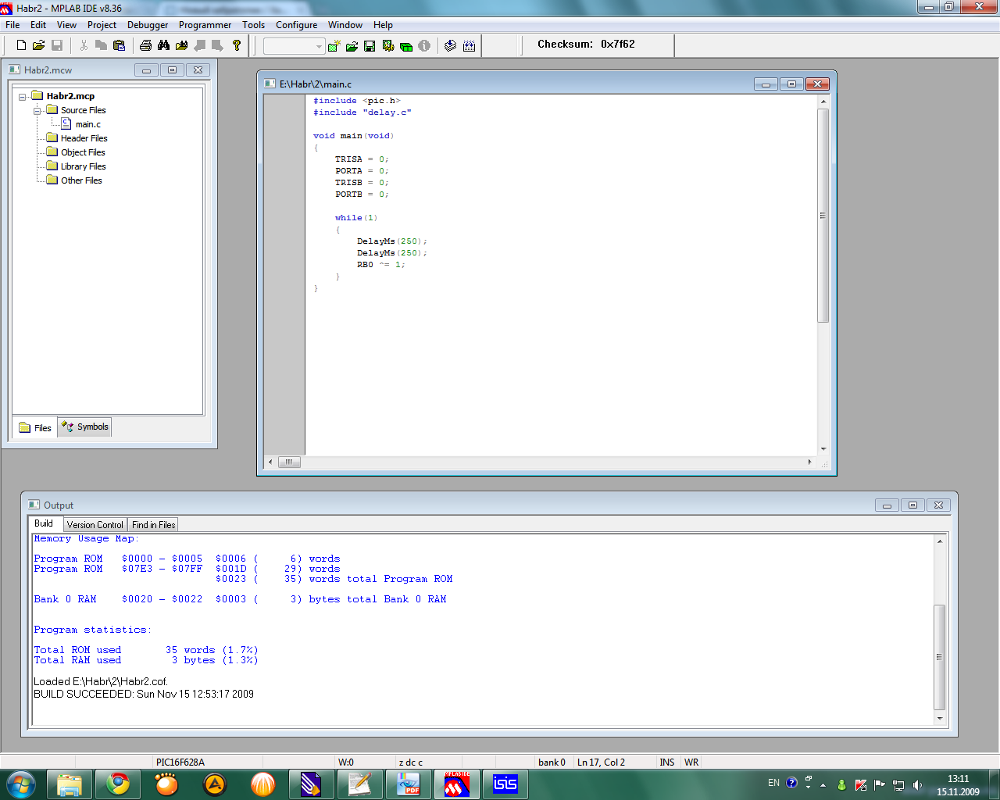 Habr2 - MPLAB IDE v8.36
File Edit View Project Debugger Programmer Tools Configure Window Help
Checksum: 0x7f62
Habr2.mcw
Habr2.mcp
Source Files
main.c
Header Files
Object Files
Library Files
Other Files
Files Symbols
E:\Habr\2\main.c
#include <pic.h>
#include "delay.c"
void main(void)
{
TRISA = 0;
PORTA = 0;
TRISB = 0;
PORTB = 0;
while(1)
{
DelayMs(250);
DelayMs(250);
RB0 ^= 1;
}
}
Output
Build Version Control Find in Files
Memory Usage Map:
Program ROM $0000 - $0005 $0006 ( 6) words
Program ROM $07E3 - $07FF $001D ( 29) words
$0023 ( 35) words total Program ROM
Bank 0 RAM $0020 - $0022 $0003 ( 3) bytes total Bank 0 RAM
Program statistics:
Total ROM used 35 words (1.7%)
Total RAM used 3 bytes (1.3%)
Loaded E:\Habr\2\Habr2.cof.
BUILD SUCCEEDED: Sun Nov 15 12:53:17 2009
PIC16F628A W:0 z dc c bank 0 Ln 17, Col 2 INS WR
PDF
MPLAB IDE
isis
EN
13:11
15.11.2009